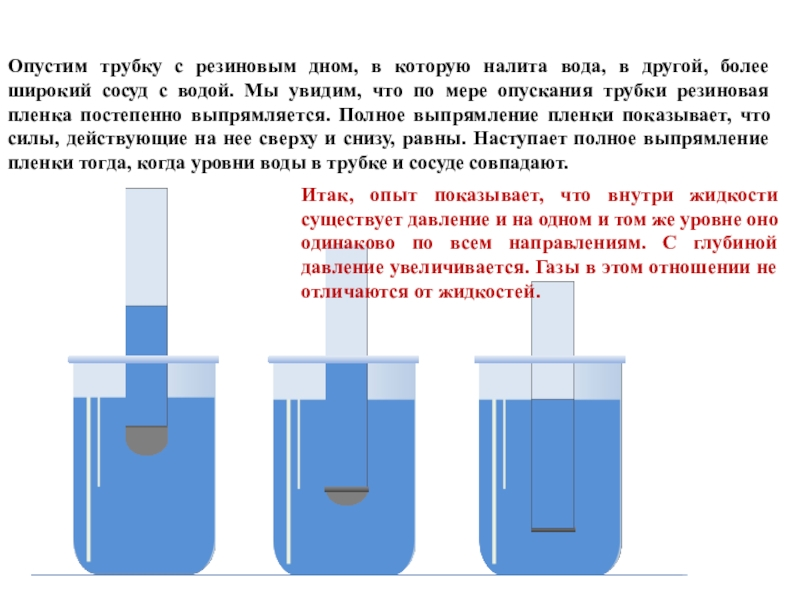 Опустим трубку с резиновым дном, в которую налита вода, в другой, более
широкий сосуд с водой. Мы увидим, что по мере опускания трубки резиновая
пленка постепенно выпрямляется. Полное выпрямление пленки показывает, что
силы, действующие на нее сверху и снизу, равны. Наступает полное выпрямление
пленки тогда, когда уровни воды в трубке и сосуде совпадают.
Итак, опыт показывает, что внутри жидкости
существует давление и на одном и том же уровне оно
одинаково по всем направлениям. С глубиной
давление увеличивается. Газы в этом отношении не
отличаются от жидкостей.